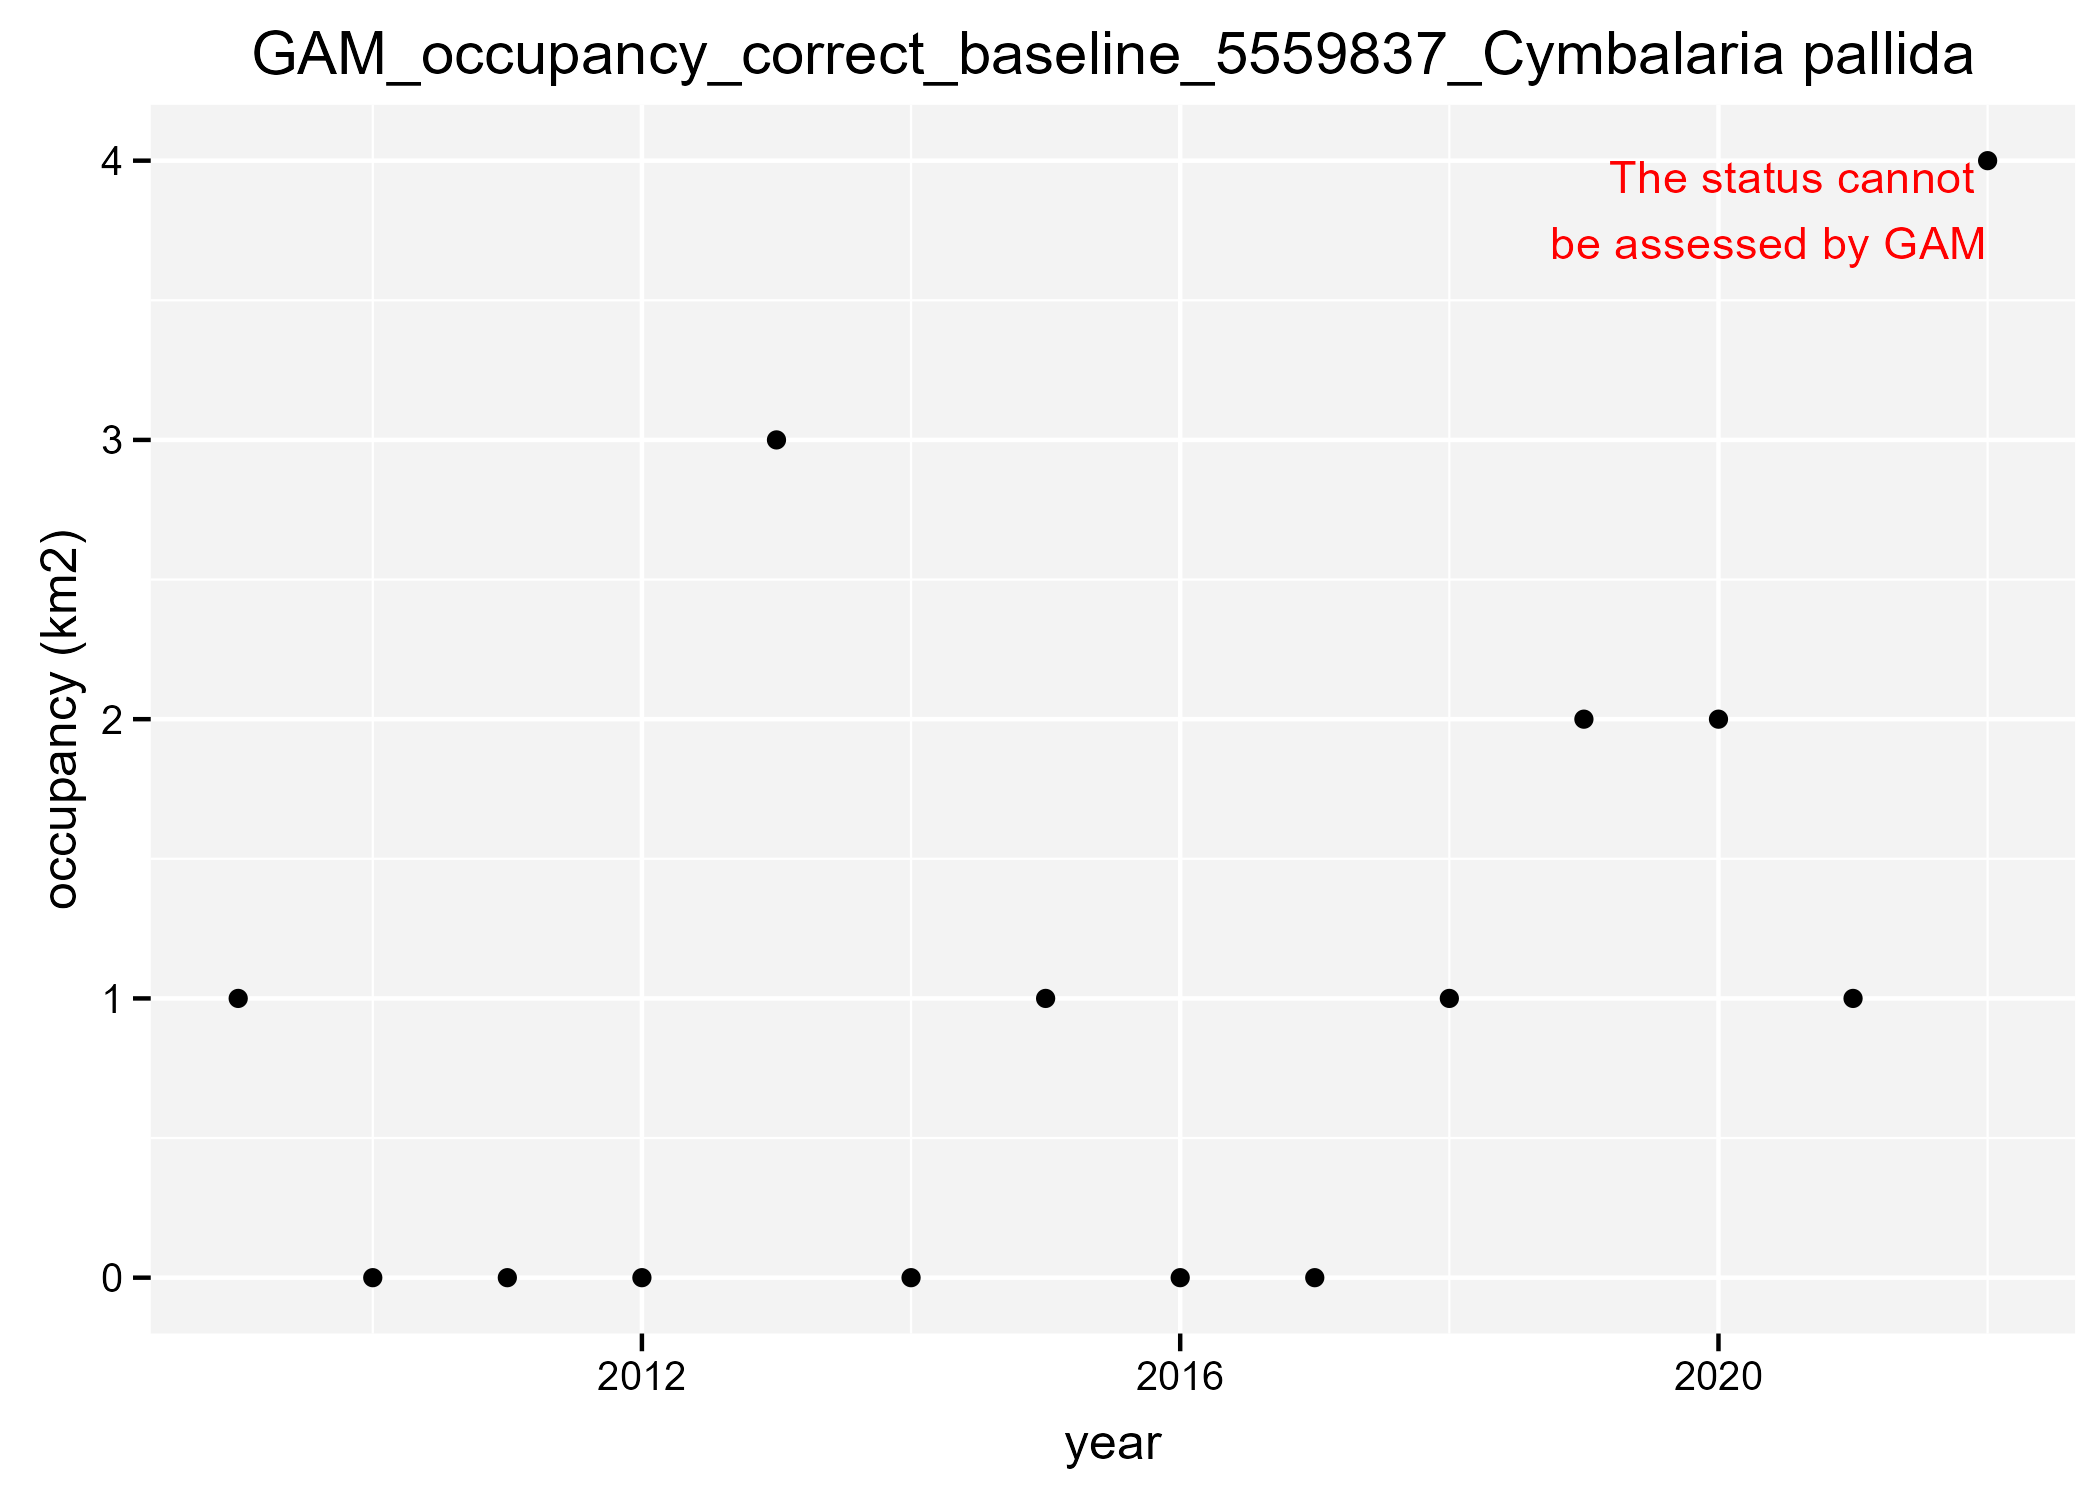 GAM_occupancy_correct_baseline_5559837_Cymbalaria pallida
4
The status cannot
be assessed by GAM
3
occupancy (km2)
2
1
0
2012 2016 2020
year